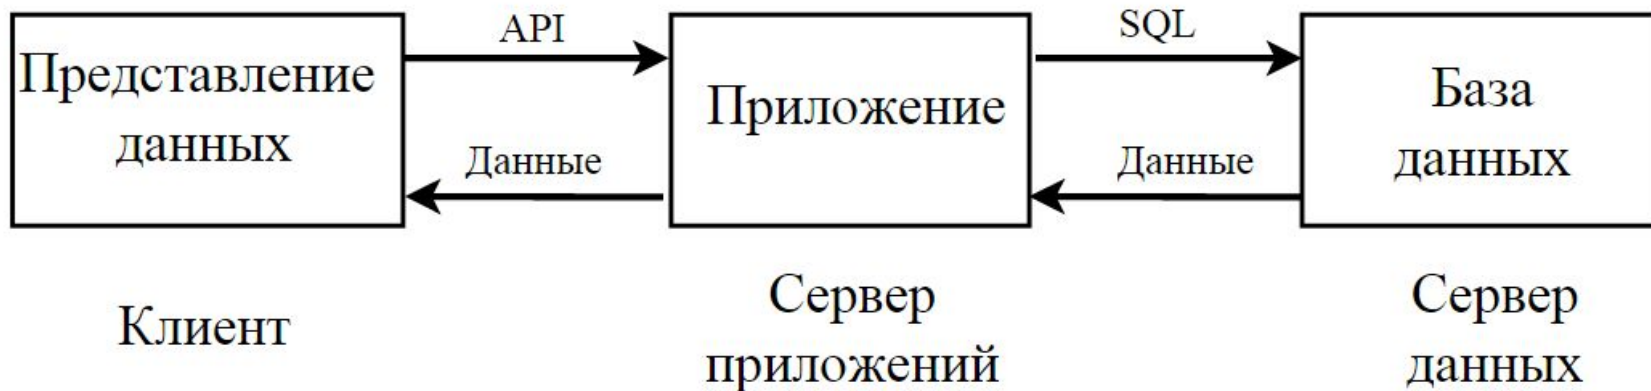 API
SQL
Представление
данных
Приложение
База
данных
Данные
Данные
Клиент
Сервер
приложений
Сервер
данных